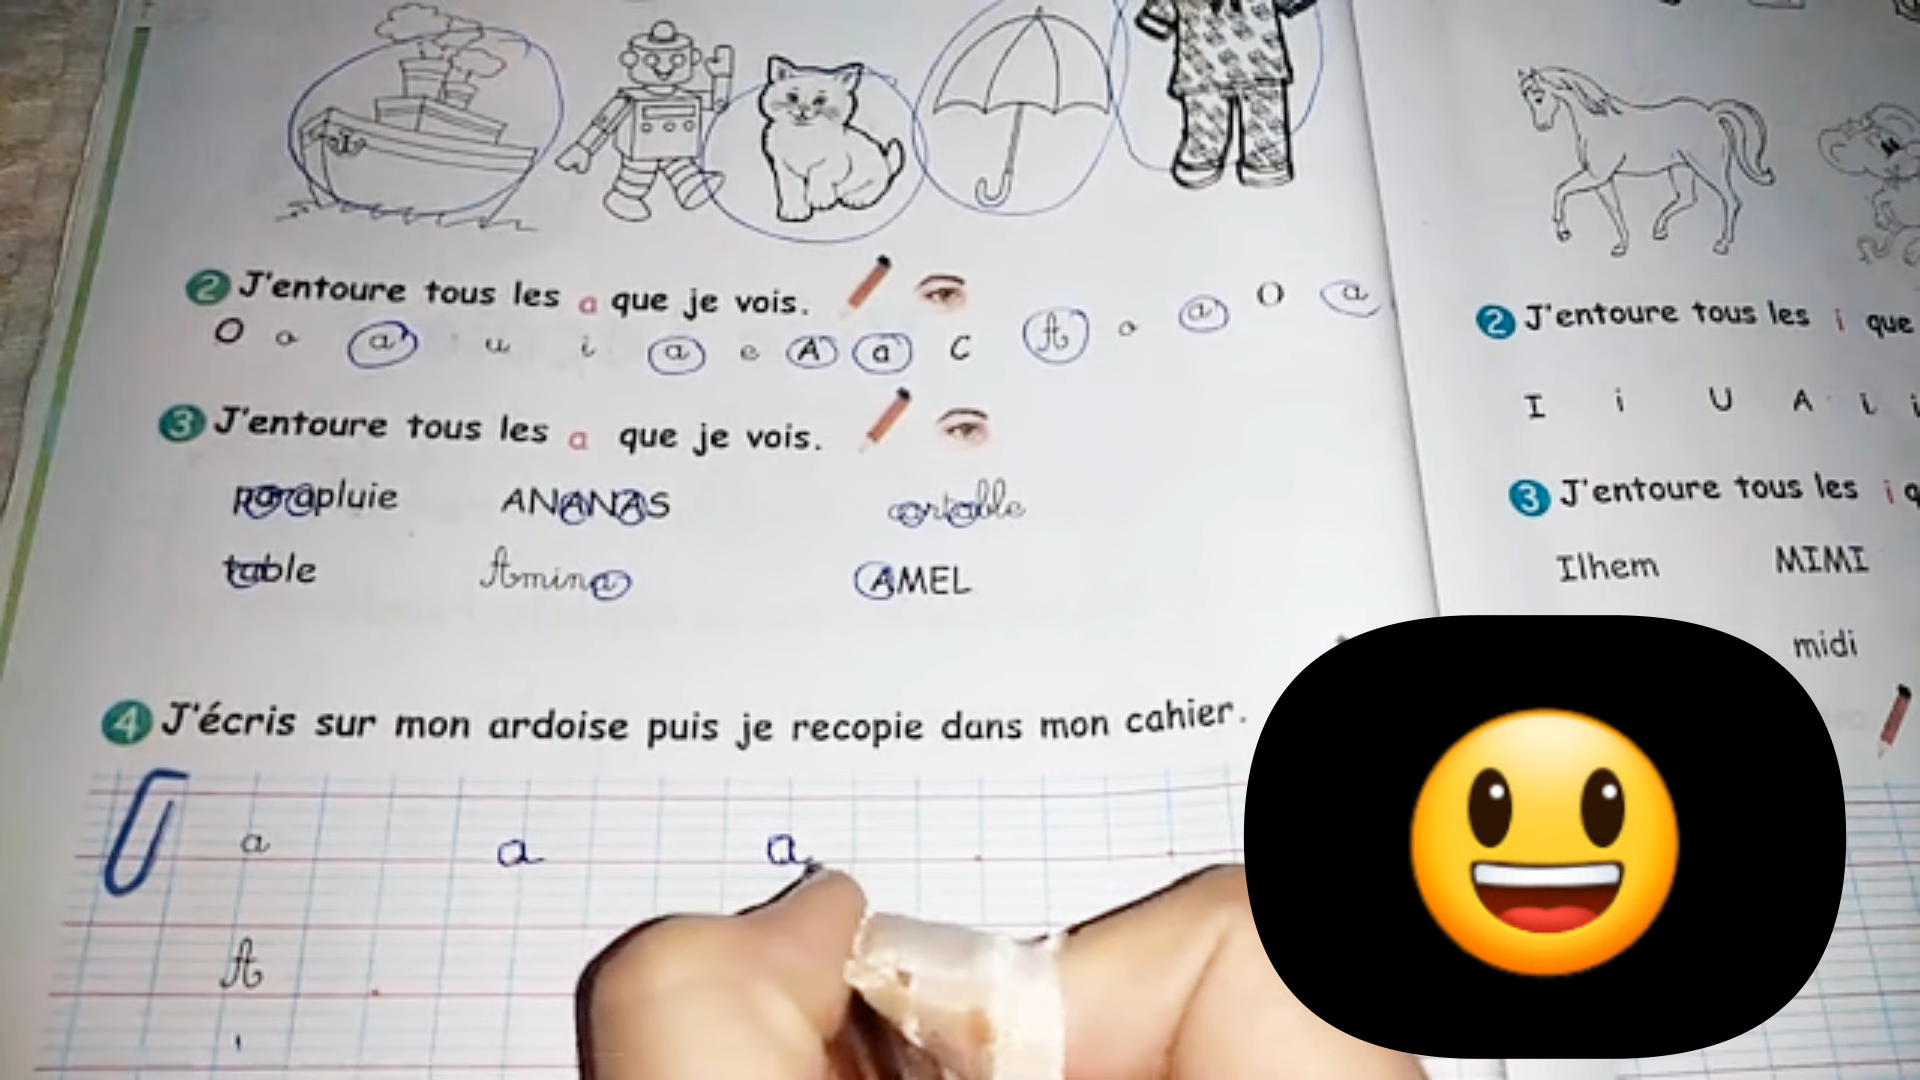 2 J'entoure tous les a que je vois.
O o a u i a e A a C A o a O a
3 J'entoure tous les a que je vois.
parapluie ANANAS cartable
table Amina AMEL
4 J'écris sur mon ardoise puis je recopie dans mon cahier.
a a a
A
2 J'entoure tous les i que
I i U A i i
3 J'entoure tous les i q
Ilhem MIMI
midi